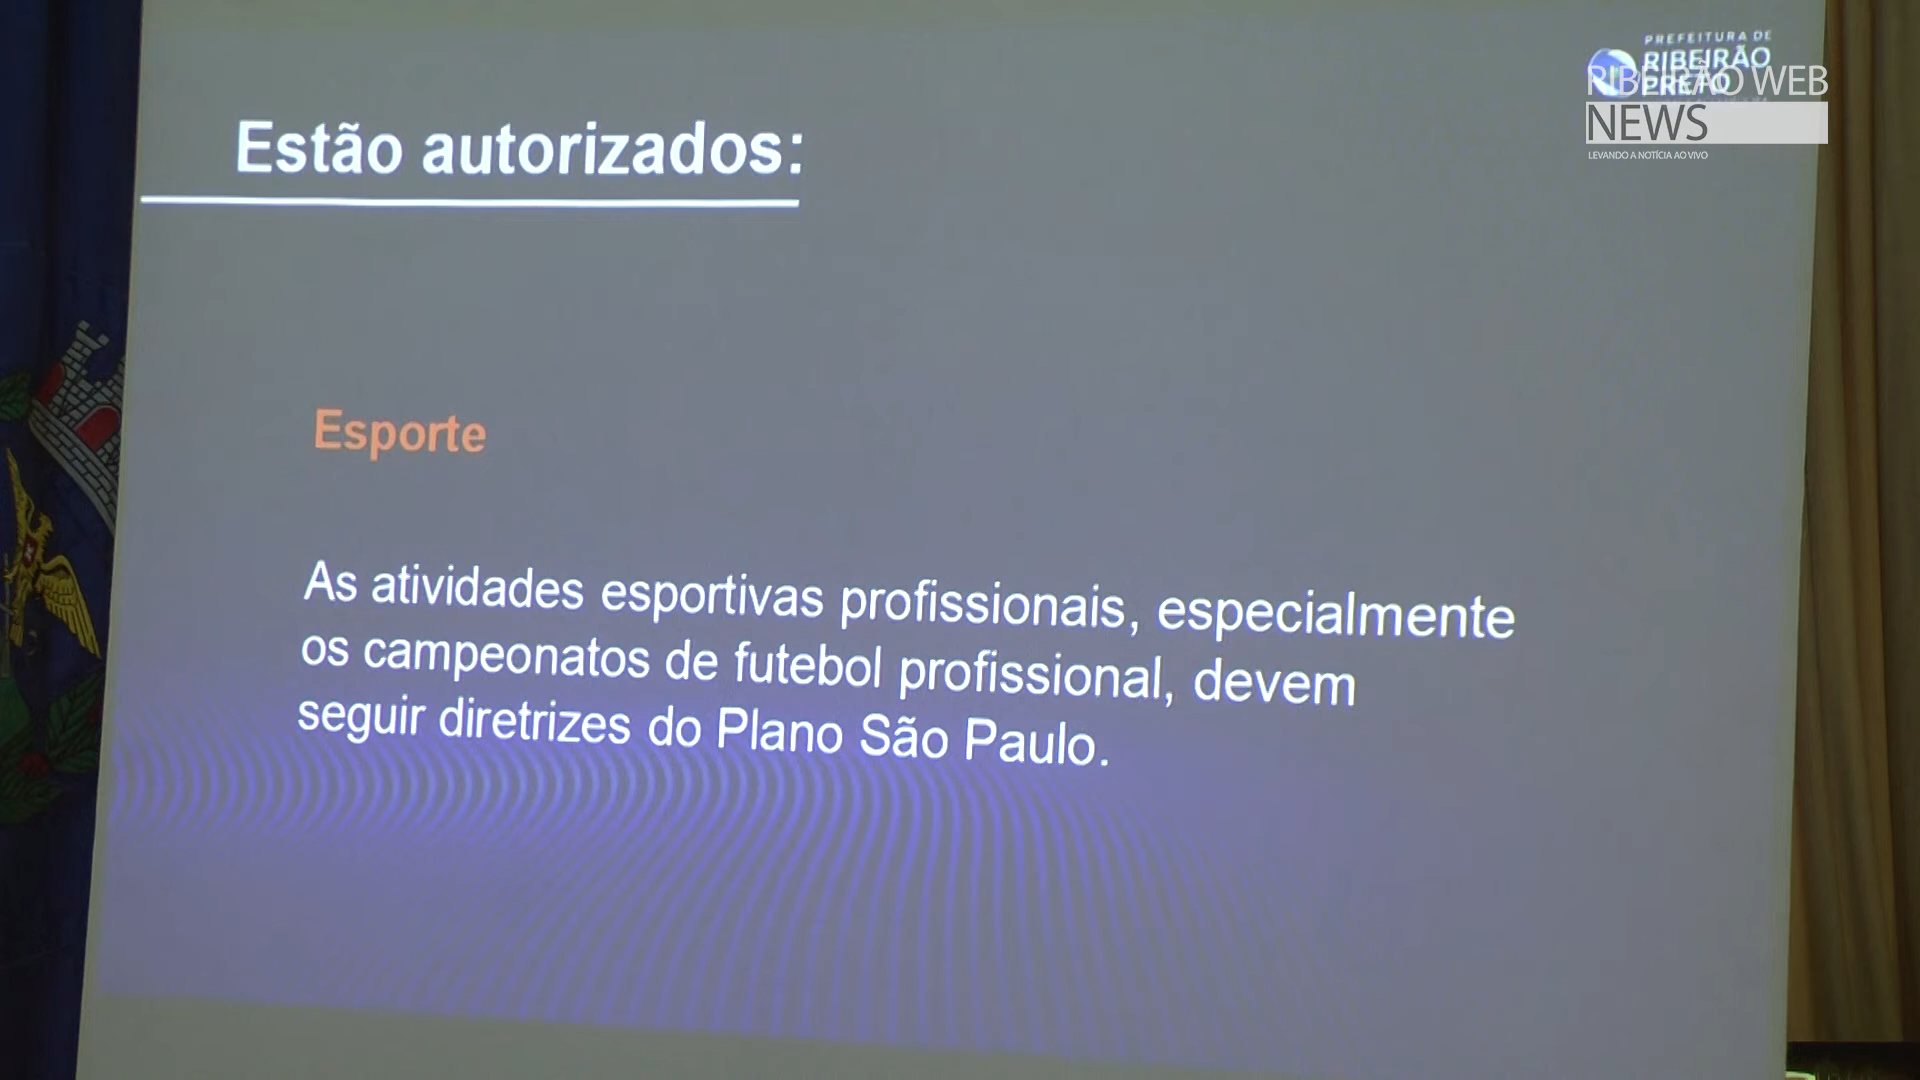 PREFEITURA DE
RIBEIRÃO
PRETO
RIBEIRÃO WEB
NEWS
LEVANDO A NOTÍCIA AO VIVO
Estão autorizados:
Esporte
As atividades esportivas profissionais, especialmente
os campeonatos de futebol profissional, devem
seguir diretrizes do Plano São Paulo.